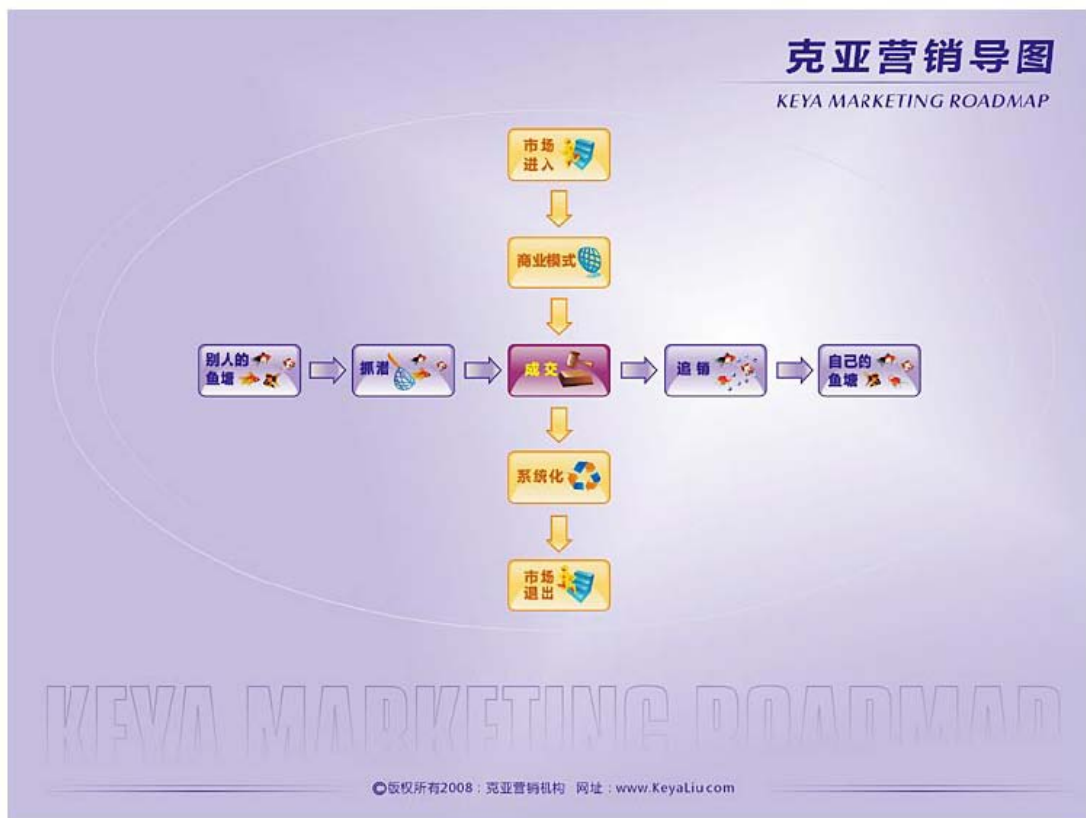 克亚营销导图
KEYA MARKETING ROADMAP
市场
进入
商业模式
别人的
鱼塘
抓潜
成交
追销
自己的
鱼塘
系统化
市场
退出
KEYA MARKETING ROADMAP
©版权所有2008：克亚营销机构 网址：www.KeyaLiu.com